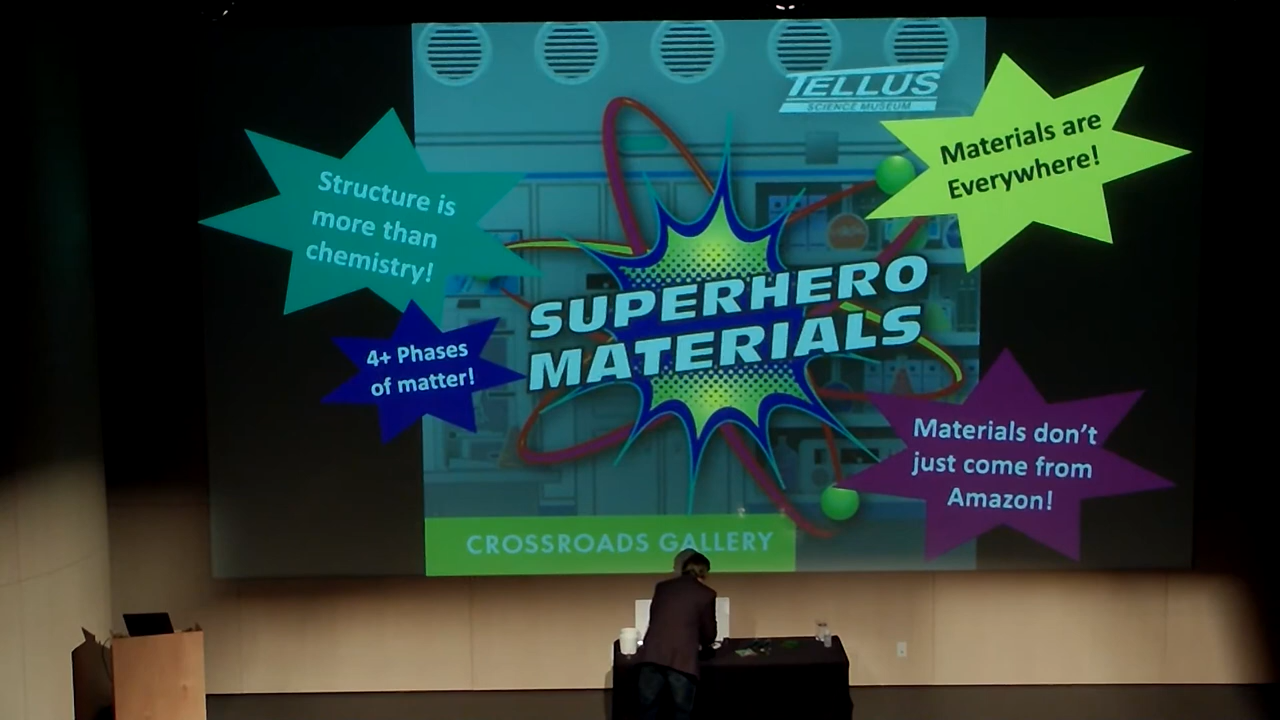 TELLUS
SCIENCE MUSEUM
Structure is
more than
chemistry!
Materials are
Everywhere!
SUPERHERO
MATERIALS
4+ Phases
of matter!
Materials don't
just come from
Amazon!
CROSSROADS GALLERY